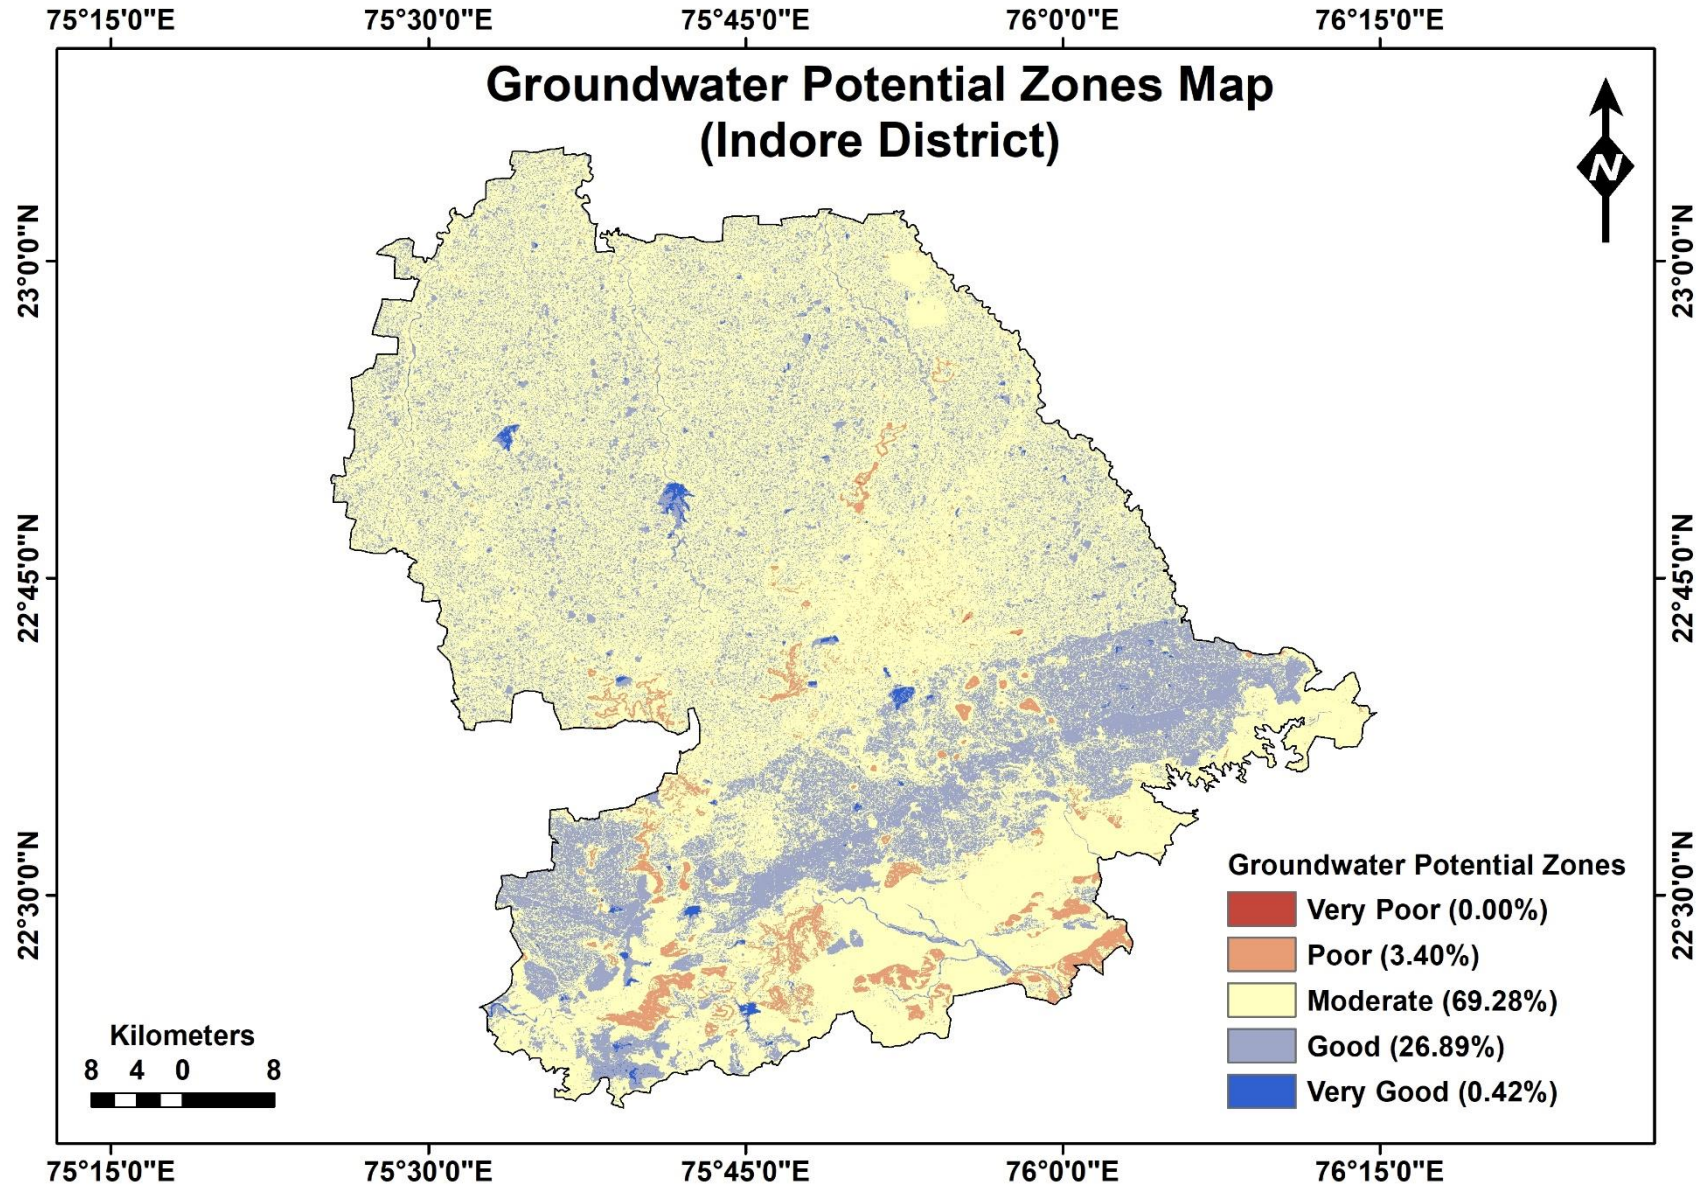 75°15'0"E 75°30'0"E 75°45'0"E 76°0'0"E 76°15'0"E
Groundwater Potential Zones Map
(Indore District)
N
23°0'0"N
23°0'0"N
22°45'0"N
22°45'0"N
22°30'0"N
22°30'0"N
Groundwater Potential Zones
Very Poor (0.00%)
Poor (3.40%)
Moderate (69.28%)
Good (26.89%)
Very Good (0.42%)
Kilometers
8 4 0 8
75°15'0"E 75°30'0"E 75°45'0"E 76°0'0"E 76°15'0"E